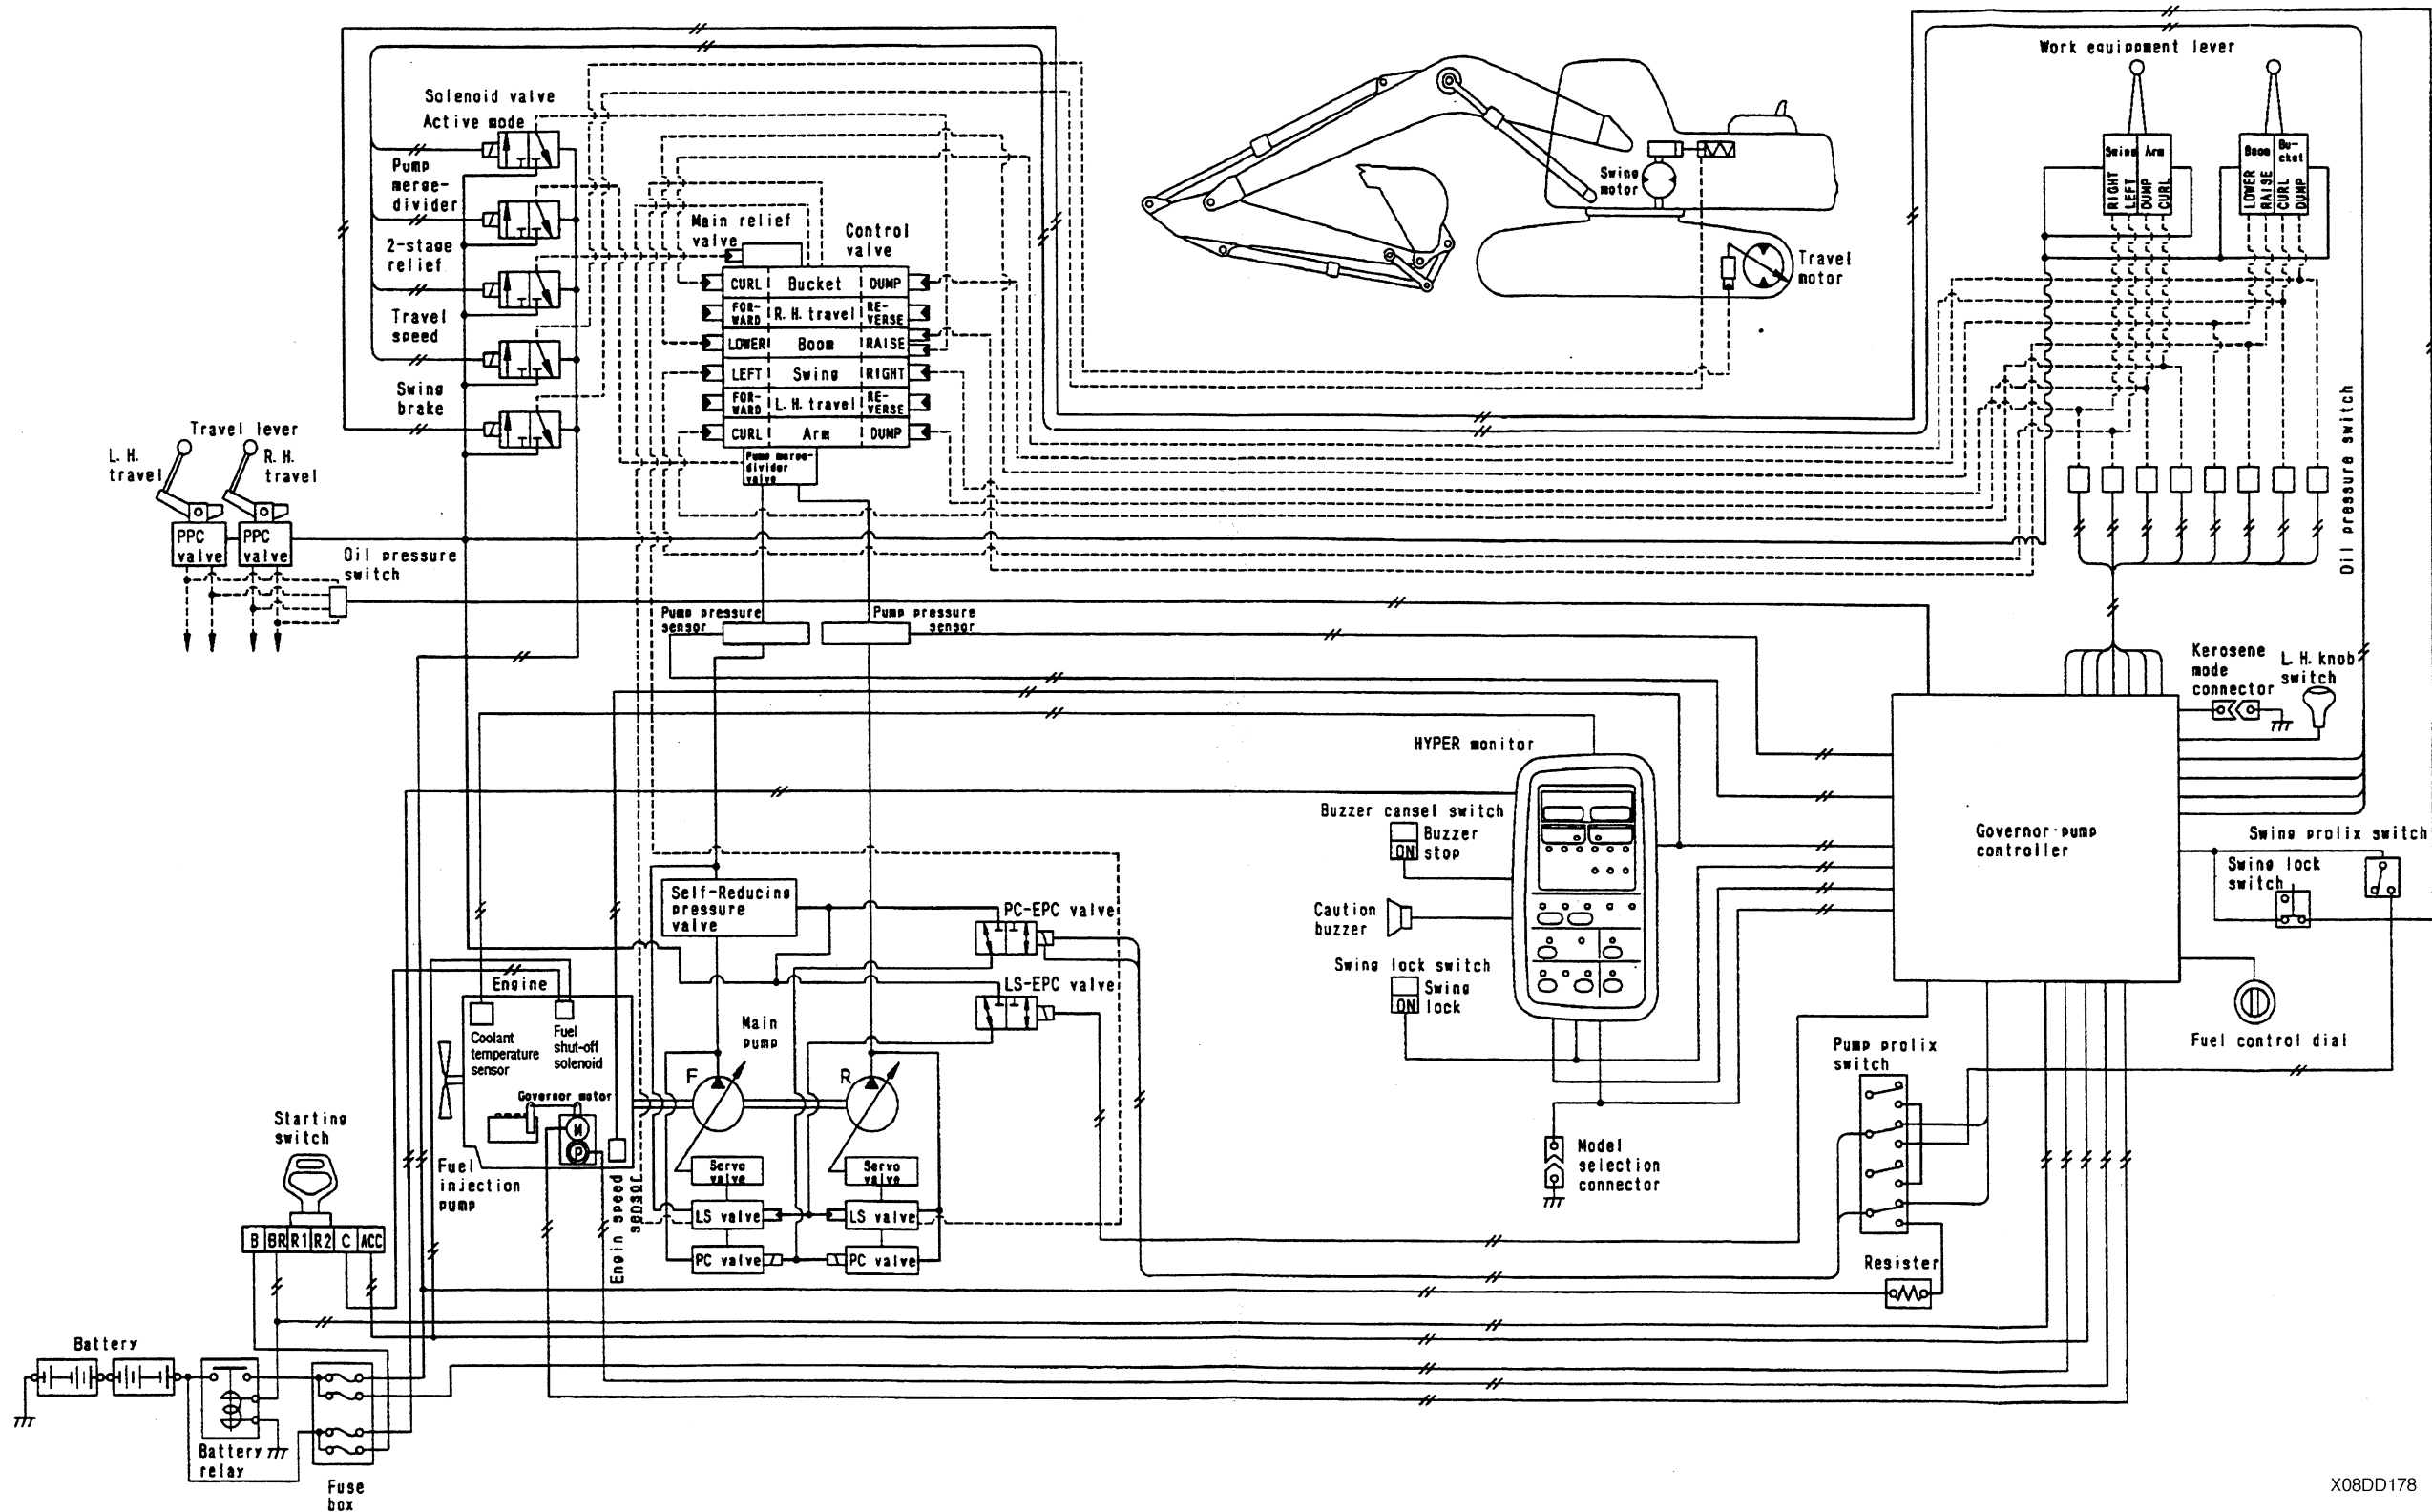 Work equippment lever
Solenoid valve
Active mode
Pump
merge-
divider
2-stage
relief
Travel
speed
Swing
brake
Main relief
valve
Control
valve
CURL Bucket DUMP
FOR-
WARD R.H. travel RE-
VERSE
LOWER Boom RAISE
LEFT Swing RIGHT
FOR-
WARD L.H. travel RE-
VERSE
CURL Arm DUMP
Pump merge-
divider
valve
Swing
motor
Travel
motor
Swing Arm
RIGHT
LEFT
DUMP
CURL
Boom Bu-
cket
LOWER
RAISE
CURL
DUMP
Oil pressure switch
Travel lever
L.H.
travel
R.H.
travel
PPC
valve
PPC
valve
Oil pressure
switch
Pump pressure
sensor
Pump pressure
sensor
Kerosene
mode
connector
L.H. knob
switch
HYPER monitor
Buzzer cansel switch
Buzzer
stop
ON
Caution
buzzer
Swing lock switch
Swing
lock
ON
Governor·pump
controller
Swing prolix switch
Swing lock
switch
Fuel control dial
Self-Reducing
pressure
valve
PC-EPC valve
LS-EPC valve
Engine
Coolant
temperature
sensor
Fuel
shut-off
solenoid
Main
pump
F
R
Governor motor
M
P
Fuel
injection
pump
Engin speed
sensor
Servo
valve
Servo
valve
LS valve
LS valve
PC valve
PC valve
Pump prolix
switch
Model
selection
connector
Resister
Starting
switch
B BR R1 R2 C ACC
Battery
Battery
relay
Fuse
box
X08DD178